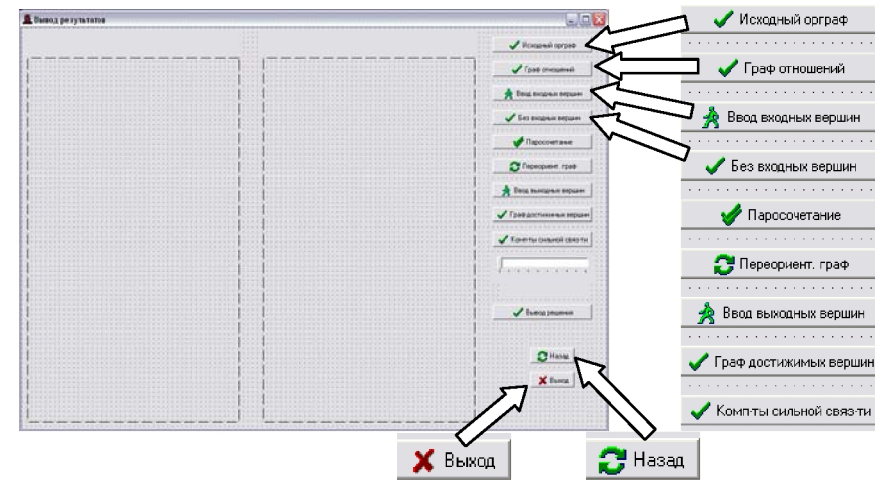 Вывод результатов
Исходный орграф
Граф отношений
Ввод входных вершин
Без входных вершин
Паросочетание
Переориент. граф
Ввод выходных вершин
Граф достижимых вершин
Комп-ты сильной связ-ти
Вывод решения
Назад
Выход
Исходный орграф
Граф отношений
Ввод входных вершин
Без входных вершин
Паросочетание
Переориент. граф
Ввод выходных вершин
Граф достижимых вершин
Комп-ты сильной связ-ти
Выход
Назад